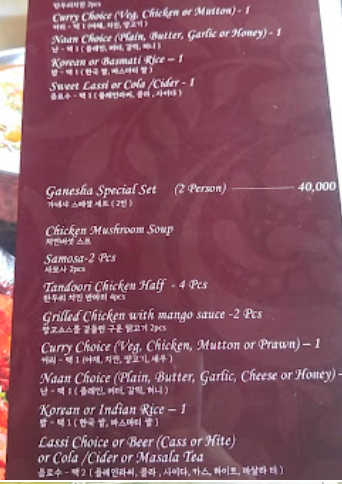 탄두리치킨 2pcs
Curry Choice (Veg, Chicken or Mutton) - 1
커리 - 택 1 (야채, 치킨, 양고기)
Naan Choice (Plain, Butter, Garlic or Honey) - 1
난 - 택 1 (플레인, 버터, 갈릭, 허니)
Korean or Basmati Rice – 1
밥 - 택 1 (한국 쌀, 바스마티 쌀)
Sweet Lassi or Cola /Cider - 1
음료수 - 택 1 (플레인라씨, 콜라, 사이다)
Ganesha Special Set (2 Person) 40,000
가네샤 스페셜 세트 (2인)
Chicken Mushroom Soup
치킨버섯 스프
Samosa-2 Pcs
사모사 2pcs
Tandoori Chicken Half - 4 Pcs
탄두리 치킨 반마리 4pcs
Grilled Chicken with mango sauce -2 Pcs
망고소스를 곁들인 구운 닭고기 2pcs
Curry Choice (Veg, Chicken, Mutton or Prawn) – 1
커리 - 택 1 (야채, 치킨, 양고기, 새우)
Naan Choice (Plain, Butter, Garlic, Cheese or Honey) -
난 - 택 1 (플레인, 버터, 갈릭, 허니)
Korean or Indian Rice – 1
밥 - 택 1 (한국 쌀, 바스마티 쌀)
Lassi Choice or Beer (Cass or Hite)
or Cola /Cider or Masala Tea
음료수 - 택 2 (플레인라씨, 콜라, 사이다, 카스, 하이트, 마살라 티)